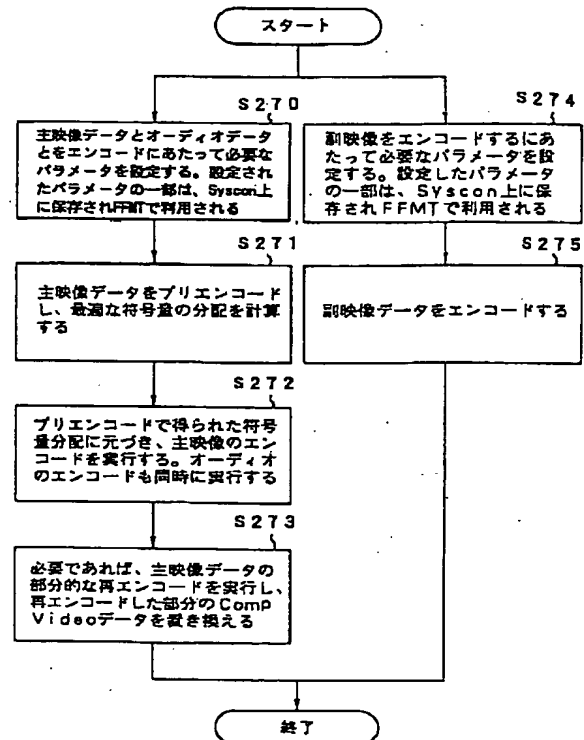 スタート
S270
主映像データとオーディオデータ
とをエンコードにあたって必要な
パラメータを設定する。設定され
たパラメータの一部は、Syscon上
に保存されFFMTで利用される
S271
主映像データをプリエンコード
し、最適な符号量の分配を計算
する
S272
プリエンコードで得られた符号
量分配に元づき、主映像のエン
コードを実行する。オーディオ
のエンコードも同時に実行する
S273
必要であれば、主映像データの
部分的な再エンコードを実行し、
再エンコードした部分のComp
Videoデータを置き換える
S274
副映像をエンコードするにあ
たって必要なパラメータを設
定する。設定したパラメータ
の一部は、Syscon上に保
存されFFMTで利用される
S275
副映像データをエンコードする
終了